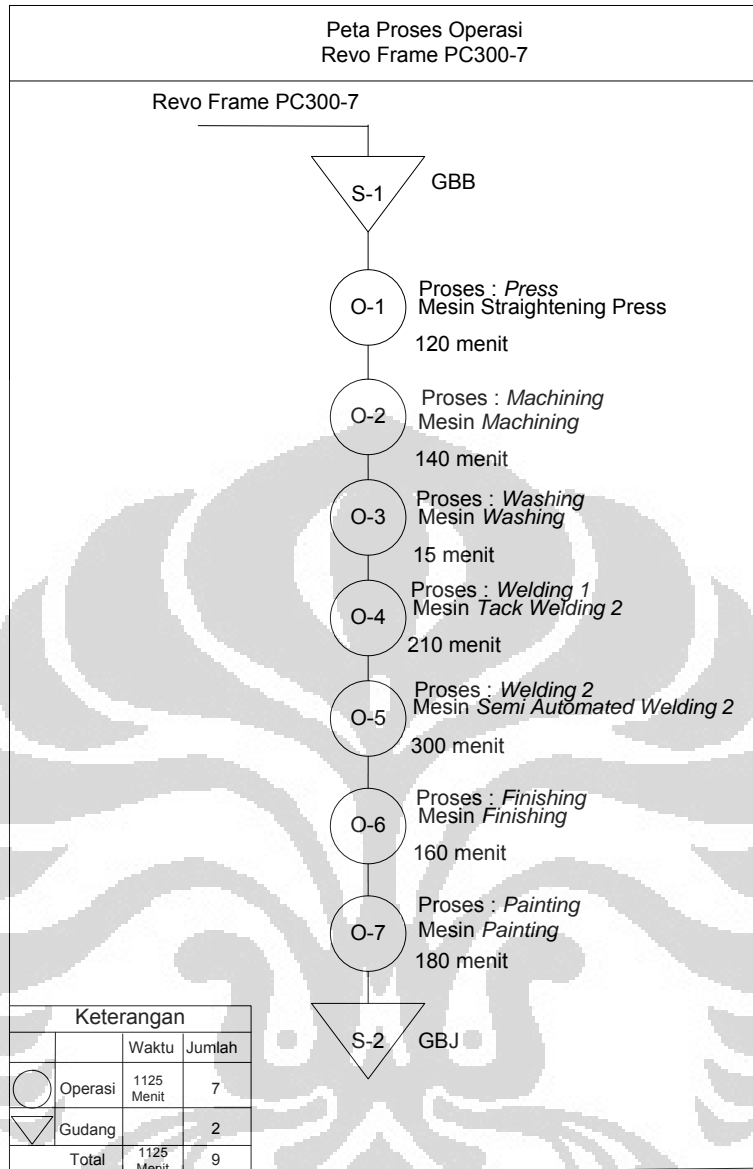 Peta Proses Operasi
Revo Frame PC300-7
Revo Frame PC300-7
S-1
GBB
O-1
Proses : Press
Mesin Straightening Press
120 menit
O-2
Proses : Machining
Mesin Machining
140 menit
O-3
Proses : Washing
Mesin Washing
15 menit
O-4
Proses : Welding 1
Mesin Tack Welding 2
210 menit
O-5
Proses : Welding 2
Mesin Semi Automated Welding 2
300 menit
O-6
Proses : Finishing
Mesin Finishing
160 menit
O-7
Proses : Painting
Mesin Painting
180 menit
S-2
GBJ
Keterangan
Waktu Jumlah
Operasi 1125 Menit 7
Gudang 2
Total 1125 Menit 9